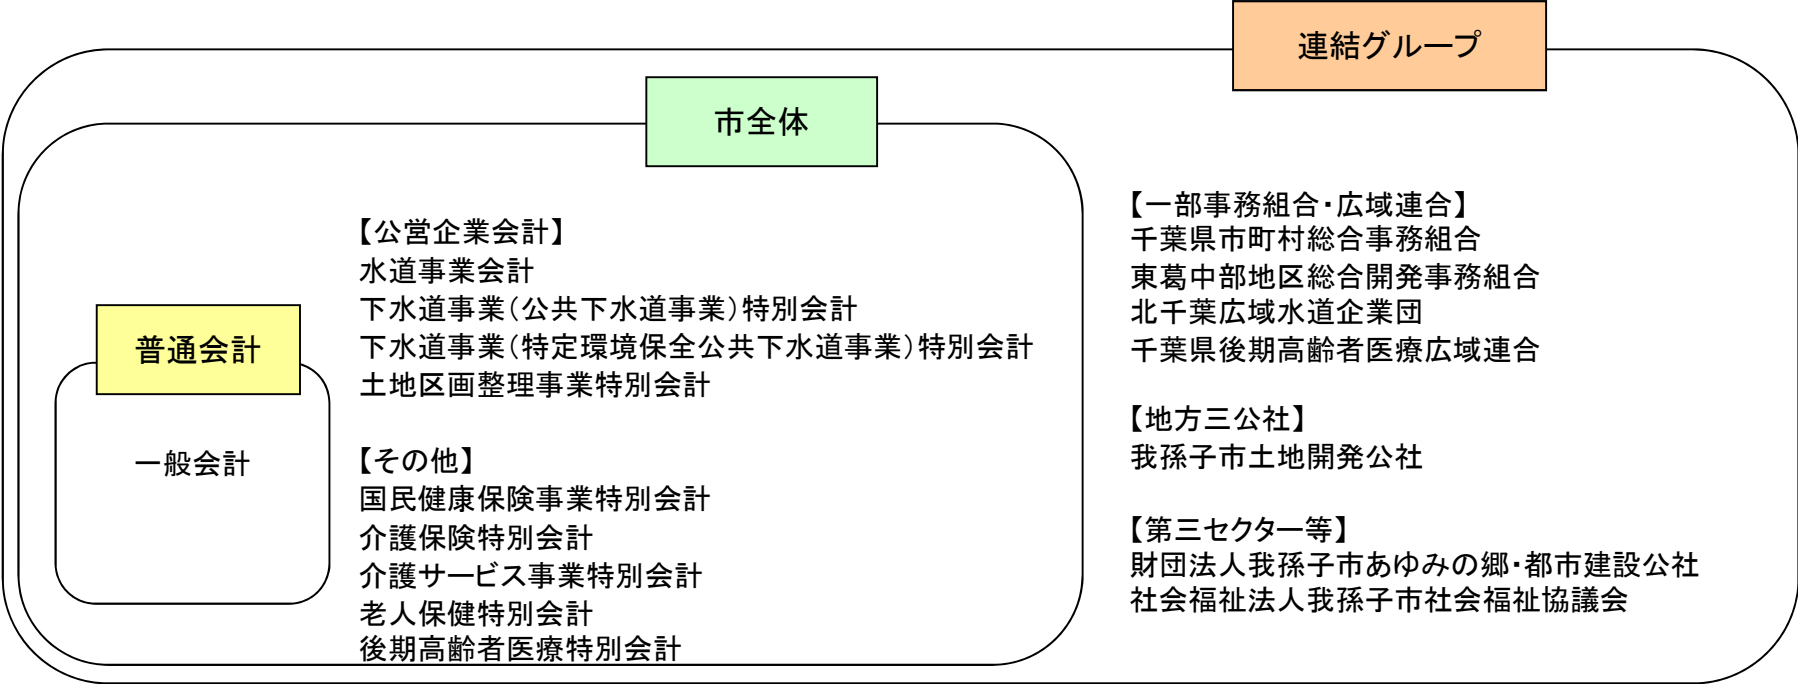 連結グループ
市全体
普通会計
一般会計
【公営企業会計】
水道事業会計
下水道事業（公共下水道事業）特別会計
下水道事業（特定環境保全公共下水道事業）特別会計
土地区画整理事業特別会計
【その他】
国民健康保険事業特別会計
介護保険特別会計
介護サービス事業特別会計
老人保健特別会計
後期高齢者医療特別会計
【一部事務組合・広域連合】
千葉県市町村総合事務組合
東葛中部地区総合開発事務組合
北千葉広域水道企業団
千葉県後期高齢者医療広域連合
【地方三公社】
我孫子市土地開発公社
【第三セクター等】
財団法人我孫子市あゆみの郷・都市建設公社
社会福祉法人我孫子市社会福祉協議会